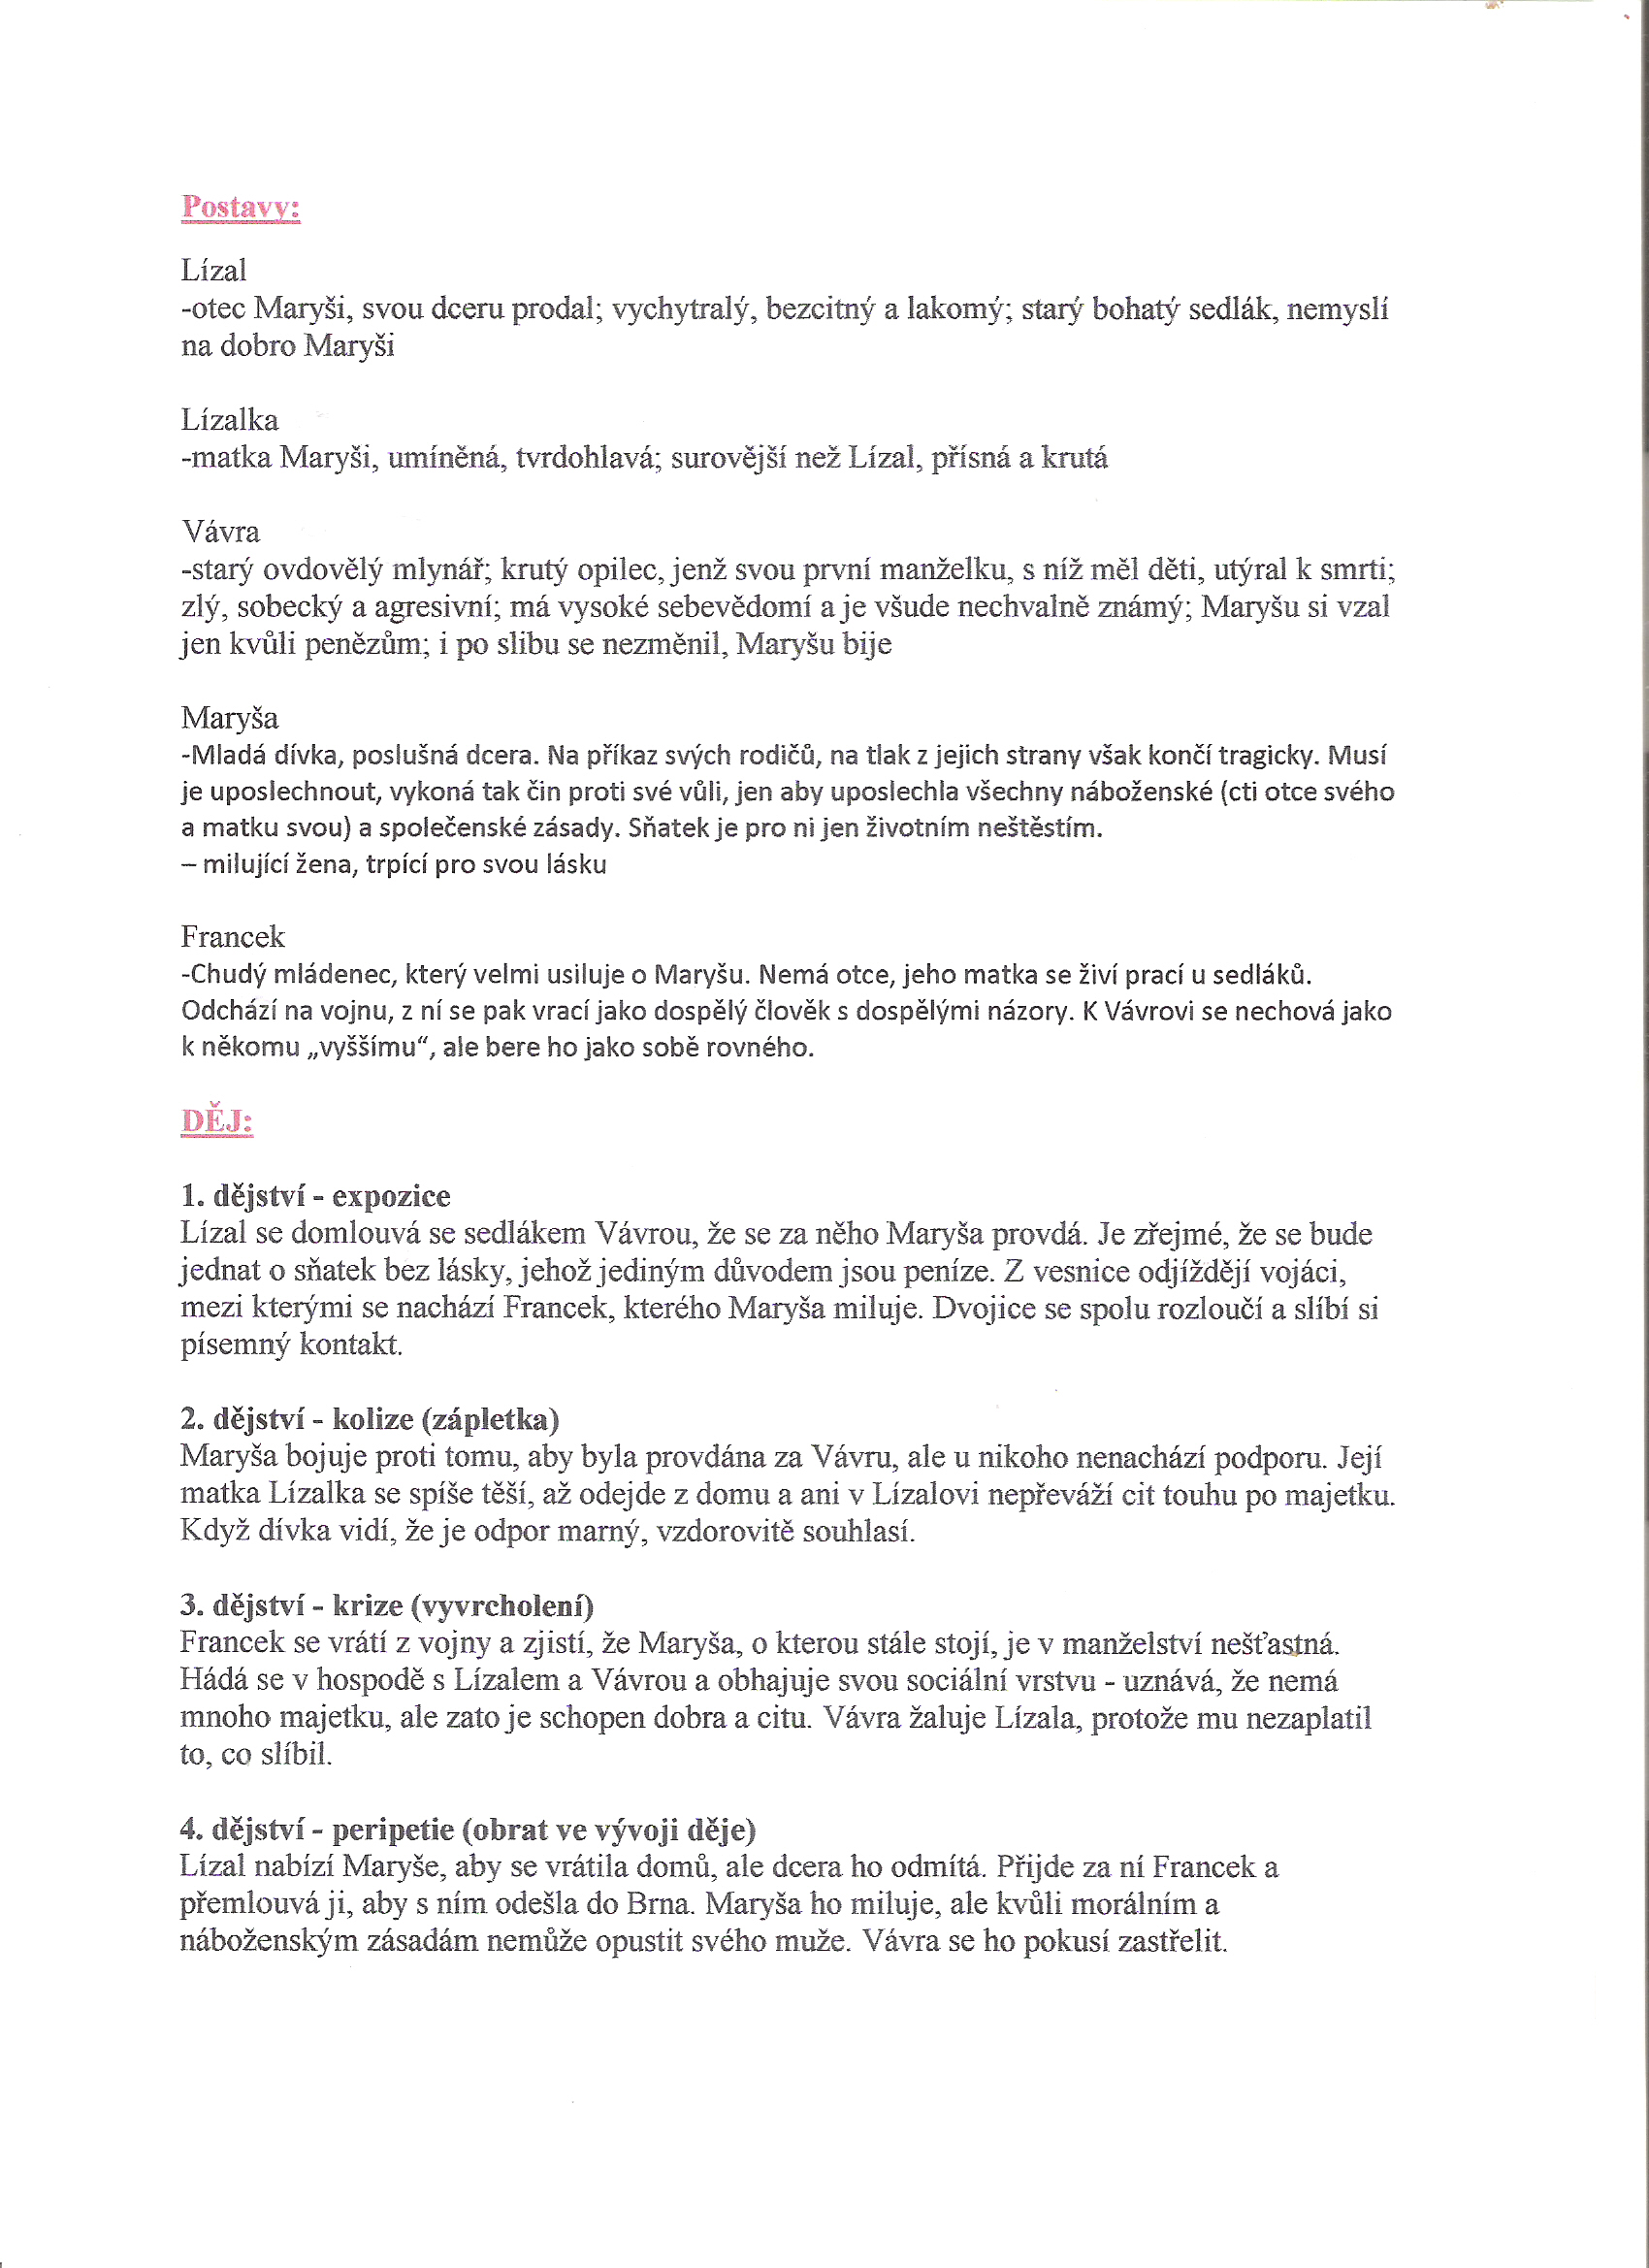 Postavy:
Lízal
-otec Maryši, svou dceru prodal; vychytralý, bezcitný a lakomý; starý bohatý sedlák, nemyslí
na dobro Maryši
Lízalka
-matka Maryši, umíněná, tvrdohlavá; surovější než Lízal, přísná a krutá
Vávra
-starý ovdovělý mlynář; krutý opilec, jenž svou první manželku, s níž měl děti, utýral k smrti;
zlý, sobecký a agresivní; má vysoké sebevědomí a je všude nechvalně známý; Maryšu si vzal
jen kvůli penězům; i po slibu se nezměnil, Maryšu bije
Maryša
-Mladá dívka, poslušná dcera. Na příkaz svých rodičů, na tlak z jejich strany však končí tragicky. Musí
je uposlechnout, vykoná tak čin proti své vůli, jen aby uposlechla všechny náboženské (cti otce svého
a matku svou) a společenské zásady. Sňatek je pro ni jen životním neštěstím.
– milující žena, trpící pro svou lásku
Francek
-Chudý mládenec, který velmi usiluje o Maryšu. Nemá otce, jeho matka se živí prací u sedláků.
Odchází na vojnu, z ní se pak vrací jako dospělý člověk s dospělými názory. K Vávrovi se nechová jako
k někomu „vyššímu“, ale bere ho jako sobě rovného.
DĚJ:
1. dějství - expozice
Lízal se domlouvá se sedlákem Vávrou, že se za něho Maryša provdá. Je zřejmé, že se bude
jednat o sňatek bez lásky, jehož jediným důvodem jsou peníze. Z vesnice odjíždějí vojáci,
mezi kterými se nachází Francek, kterého Maryša miluje. Dvojice se spolu rozloučí a slíbí si
písemný kontakt.
2. dějství - kolize (zápletka)
Maryša bojuje proti tomu, aby byla provdána za Vávru, ale u nikoho nenachází podporu. Její
matka Lízalka se spíše těší, až odejde z domu a ani v Lízalovi nepřeváží cit touhu po majetku.
Když dívka vidí, že je odpor marný, vzdorovitě souhlasí.
3. dějství - krize (vyvrcholení)
Francek se vrátí z vojny a zjistí, že Maryša, o kterou stále stojí, je v manželství nešťastná.
Hádá se v hospodě s Lízalem a Vávrou a obhajuje svou sociální vrstvu - uznává, že nemá
mnoho majetku, ale zato je schopen dobra a citu. Vávra žaluje Lízala, protože mu nezaplatil
to, co slíbil.
4. dějství - peripetie (obrat ve vývoji děje)
Lízal nabízí Maryše, aby se vrátila domů, ale dcera ho odmítá. Přijde za ní Francek a
přemlouvá ji, aby s ním odešla do Brna. Maryša ho miluje, ale kvůli morálním a
náboženským zásadám nemůže opustit svého muže. Vávra se ho pokusí zastřelit.